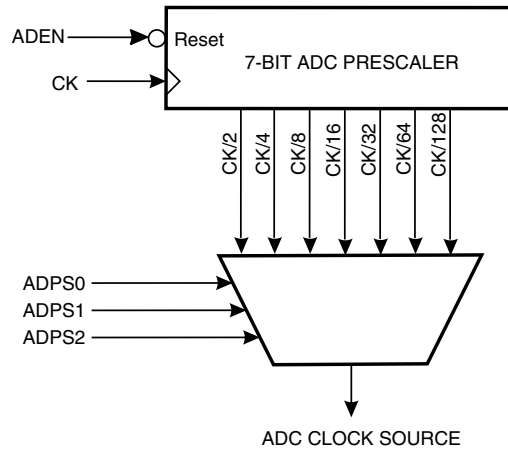 ADEN
Reset
7-BIT ADC PRESCALER
CK
CK/2
CK/4
CK/8
CK/16
CK/32
CK/64
CK/128
ADPS0
ADPS1
ADPS2
ADC CLOCK SOURCE